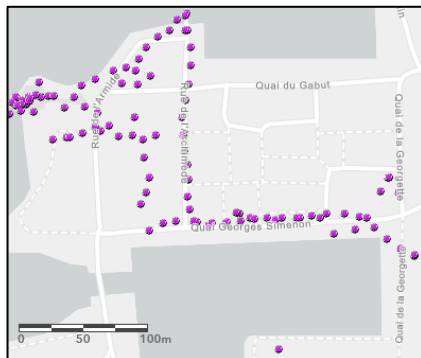 Quai du Gabut
Rue de l'Armide
Rue de l'Archimède
Quai de la Georgette
Quai Georges Simenon
Quai de la Georgette
0 50 100m